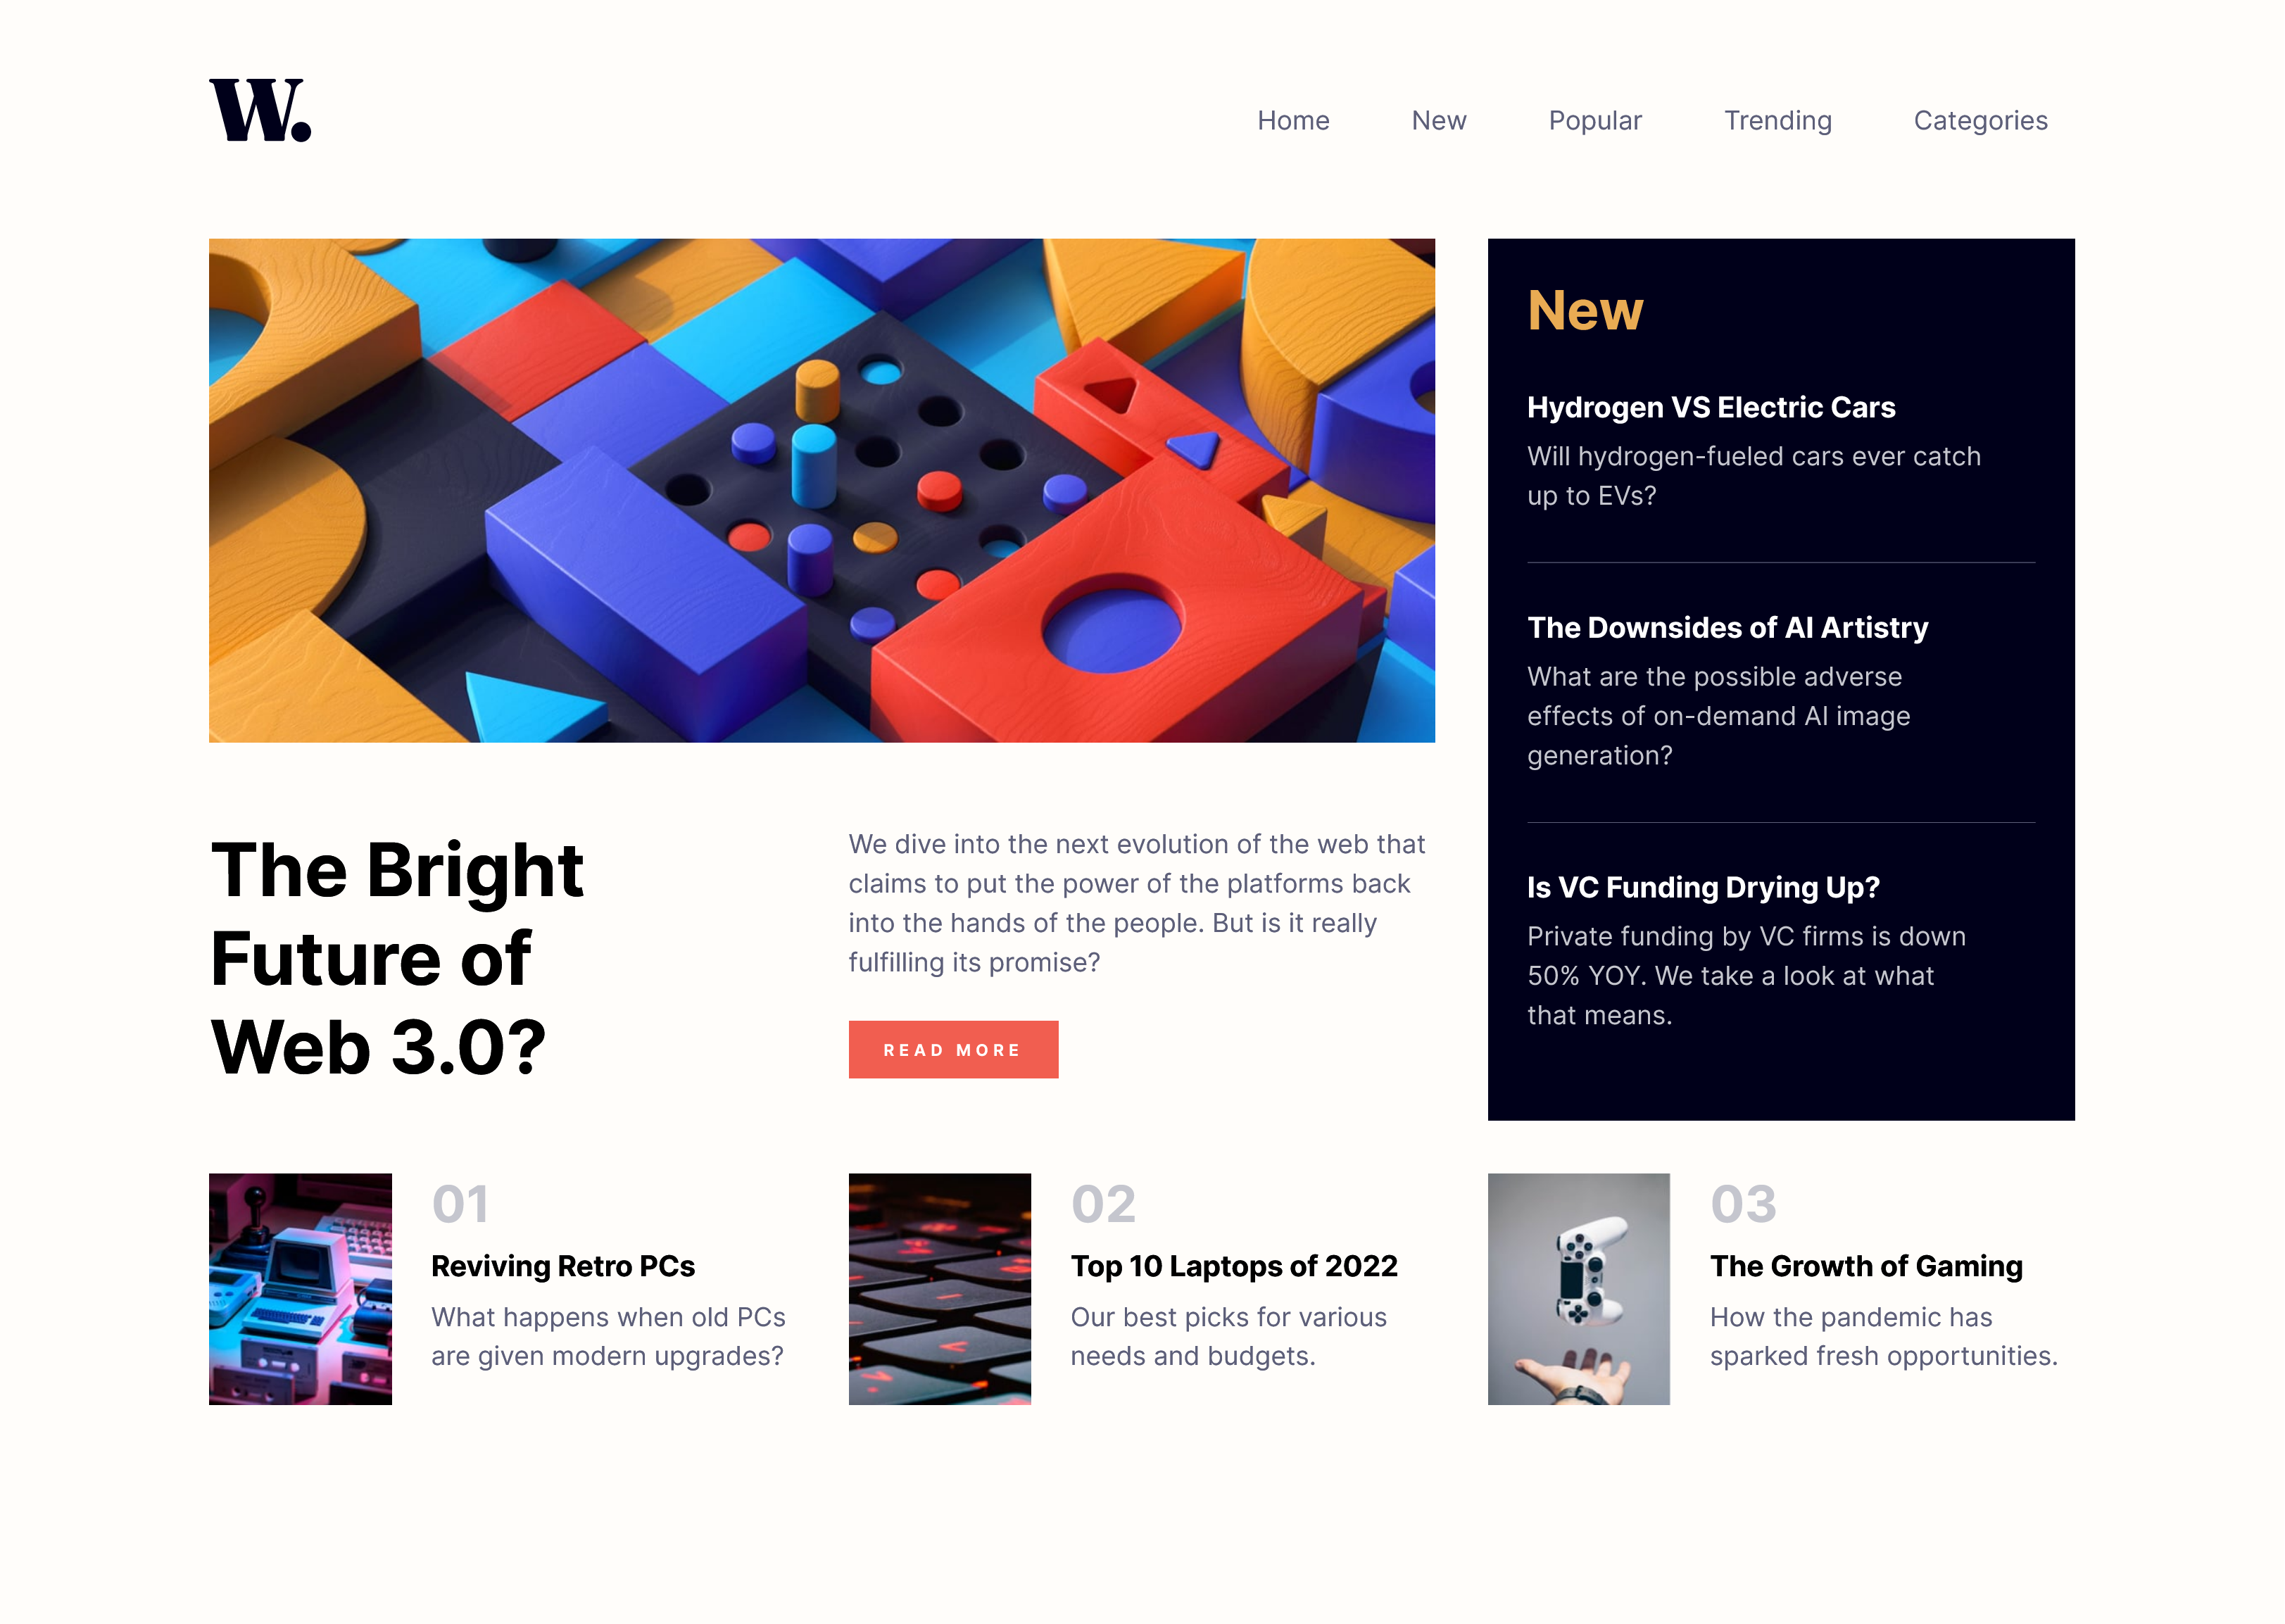 W.
Home
New
Popular
Trending
Categories
New
Hydrogen VS Electric Cars
Will hydrogen-fueled cars ever catch
up to EVs?
The Downsides of AI Artistry
What are the possible adverse
effects of on-demand AI image
generation?
Is VC Funding Drying Up?
Private funding by VC firms is down
50% YOY. We take a look at what
that means.
The Bright
Future of
Web 3.0?
We dive into the next evolution of the web that
claims to put the power of the platforms back
into the hands of the people. But is it really
fulfilling its promise?
READ MORE
01
Reviving Retro PCs
What happens when old PCs
are given modern upgrades?
02
Top 10 Laptops of 2022
Our best picks for various
needs and budgets.
03
The Growth of Gaming
How the pandemic has
sparked fresh opportunities.